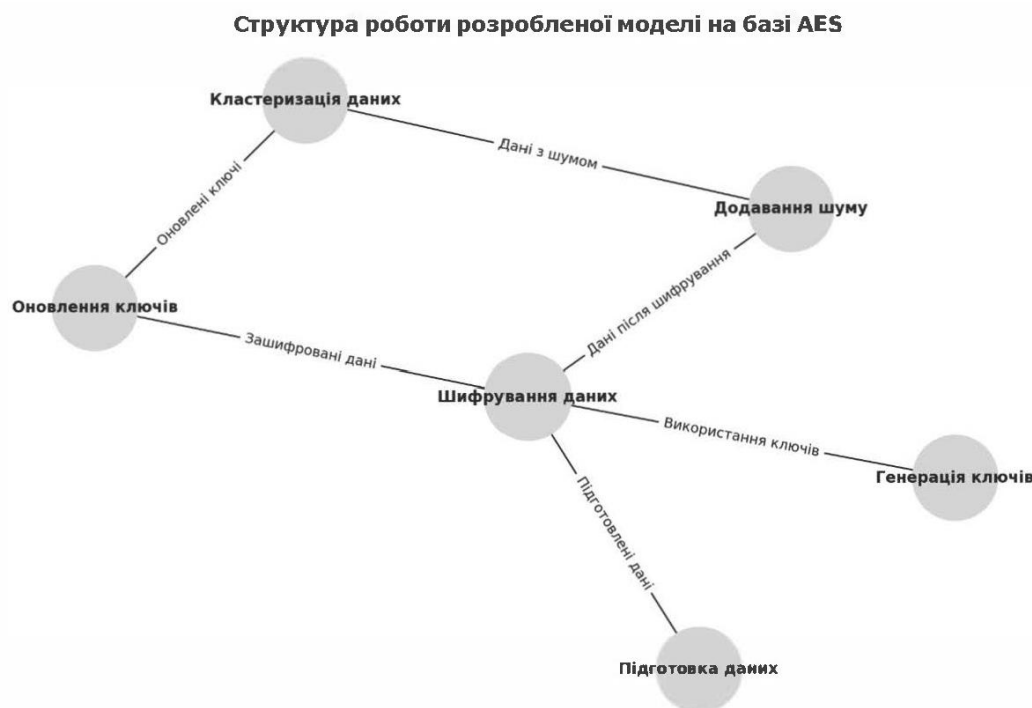 Структура роботи розробленої моделі на базі AES
Кластеризація даних
Дані з шумом
Додавання шуму
Оновлені ключі
Дані після шифрування
Оновлення ключів
Зашифровані дані
Шифрування даних
Використання ключів
Генерація ключів
Підготовлені дані
Підготовка даних